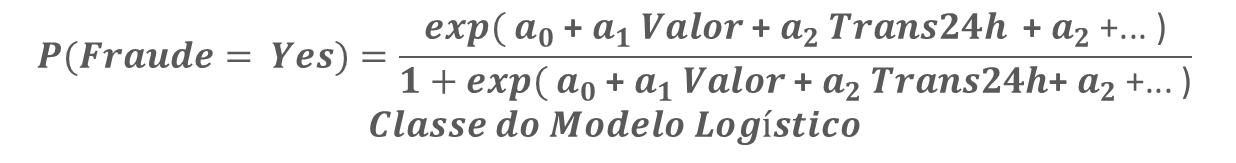 P(Fraude = Yes) = exp( a₀ + a₁ Valor + a₂ Trans24h + a₂ +... )
1 + exp( a₀ + a₁ Valor + a₂ Trans24h+ a₂ +... )
Classe do Modelo Logístico